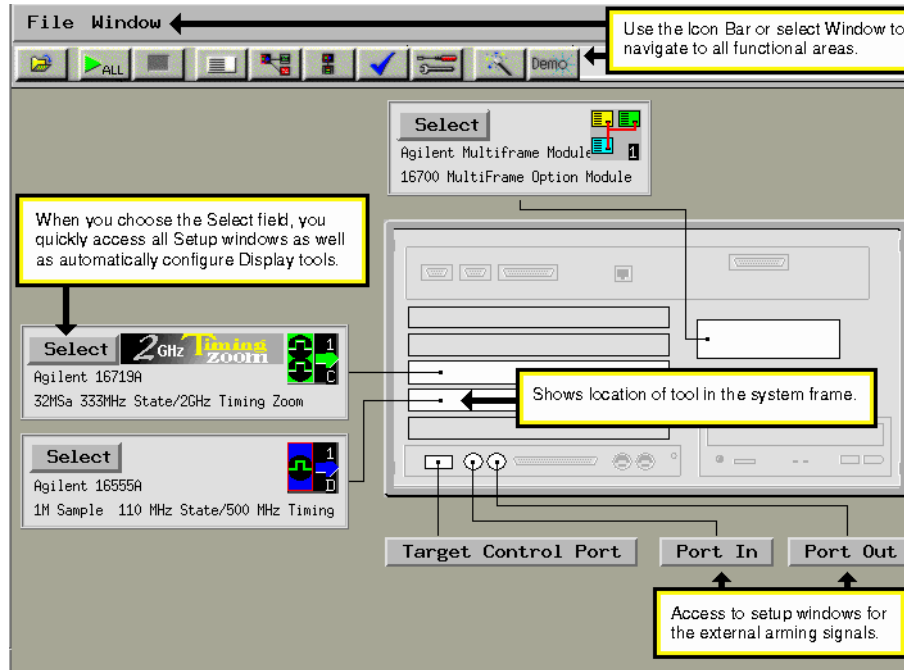 File Window
Use the Icon Bar or select Window to
navigate to all functional areas.
ALL
Demo
Select
Agilent Multiframe Module
1
16700 MultiFrame Option Module
When you choose the Select field, you
quickly access all Setup windows as well
as automatically configure Display tools.
Select
2 GHz Timing
zoom
1
C
Agilent 16719A
32MSa 333MHz State/2GHz Timing Zoom
Shows location of tool in the system frame.
Select
1
D
Agilent 16555A
1M Sample 110 MHz State/500 MHz Timing
Target Control Port
Port In
Port Out
Access to setup windows for
the external arming signals.